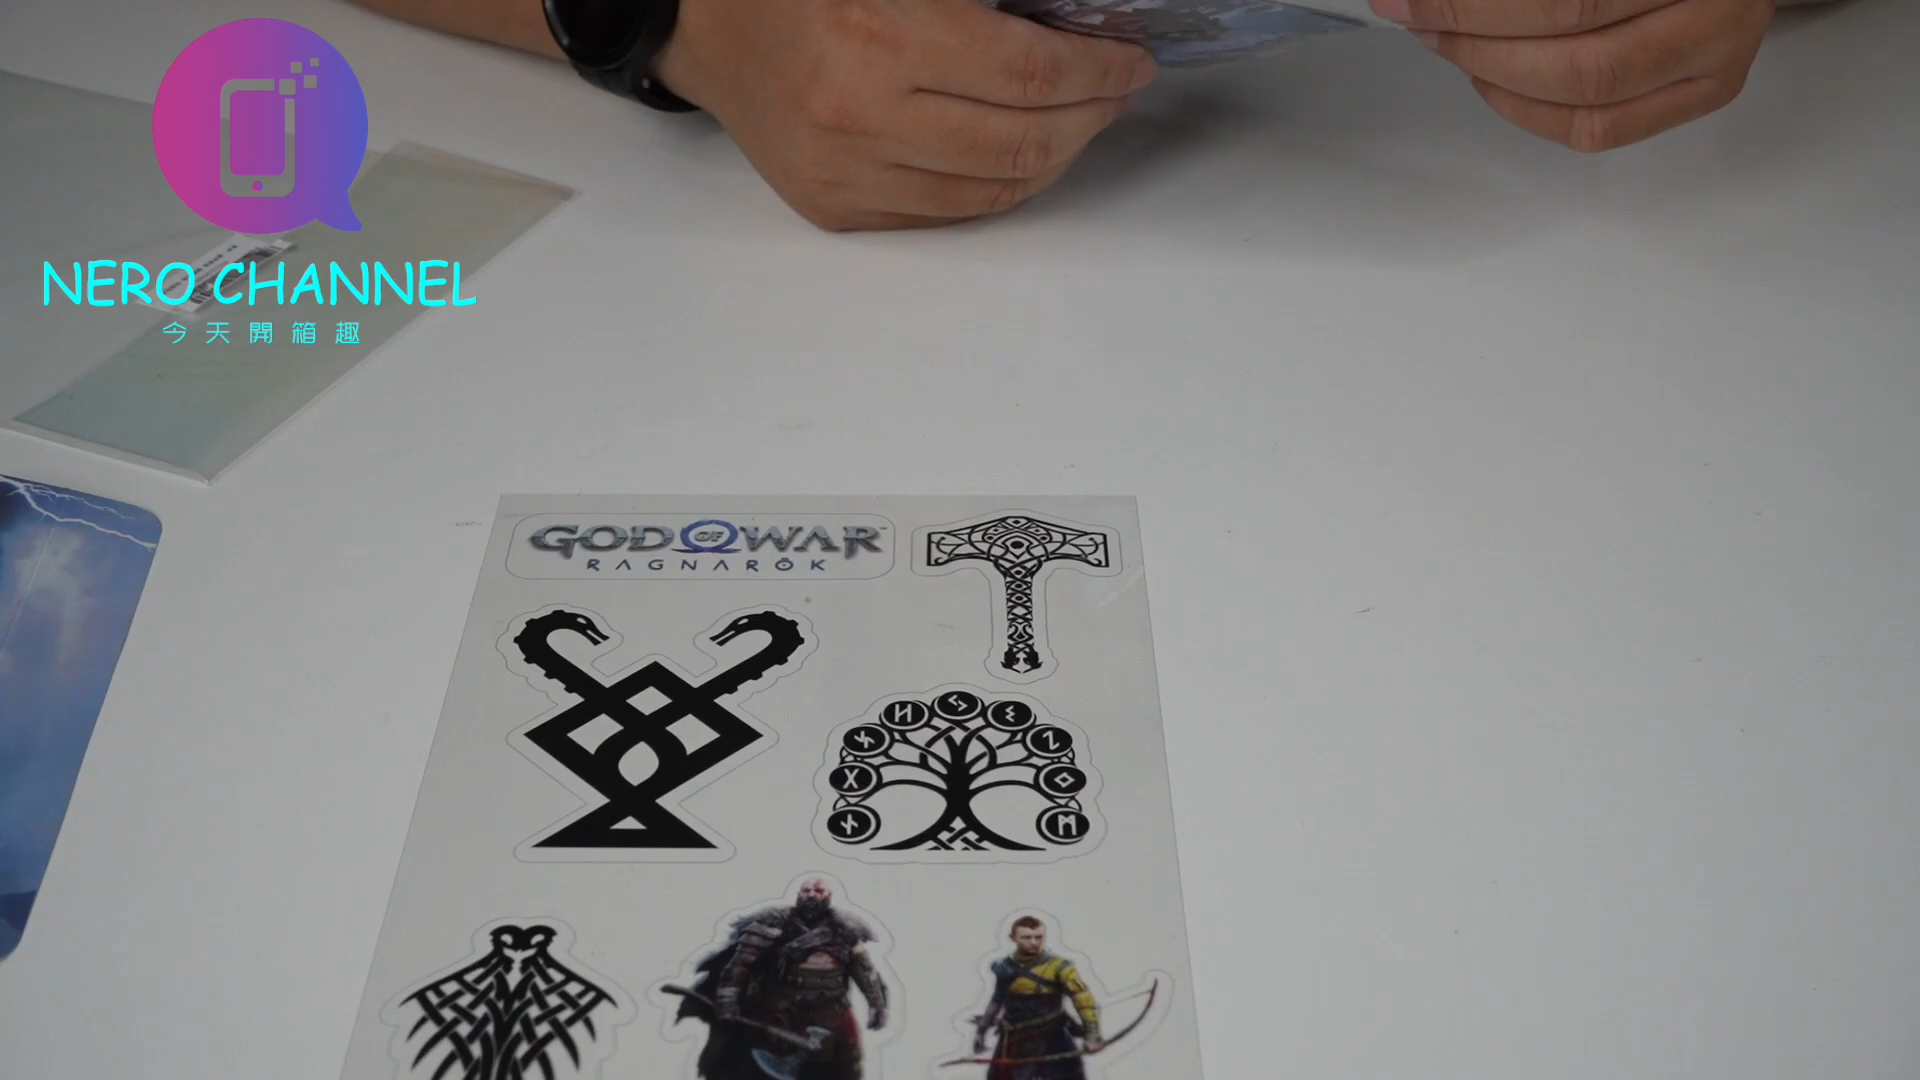 NERO CHANNEL
今天開箱趣
GOD OF WAR
RAGNARÖK